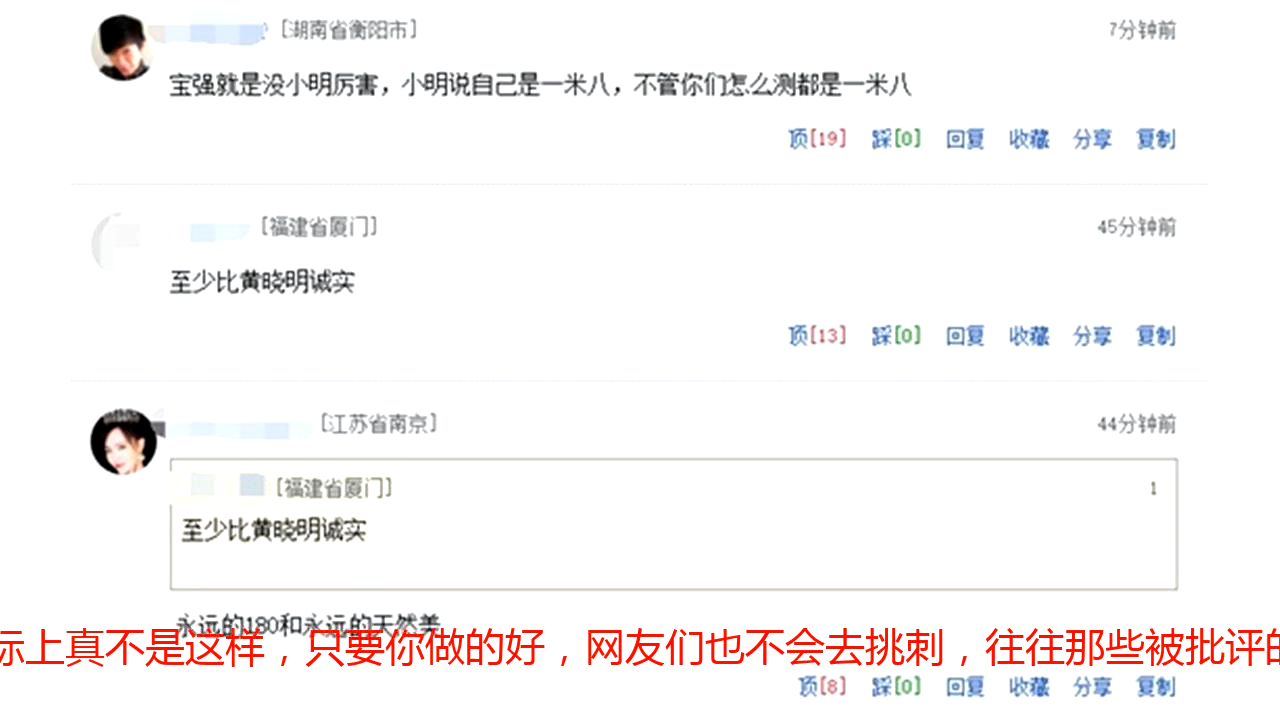 [湖南省衡阳市] 7分钟前
宝强就是没小明厉害，小明说自己是一米八，不管你们怎么测都是一米八
顶[19] 踩[0] 回复 收藏 分享 复制
[福建省厦门] 45分钟前
至少比黄晓明诚实
顶[13] 踩[0] 回复 收藏 分享 复制
[江苏省南京] 44分钟前
[福建省厦门] 1
至少比黄晓明诚实
永远的180和永远的天然美
际上真不是这样，只要你做的好，网友们也不会去挑刺，往往那些被批评的
顶[8] 踩[0] 回复 收藏 分享 复制